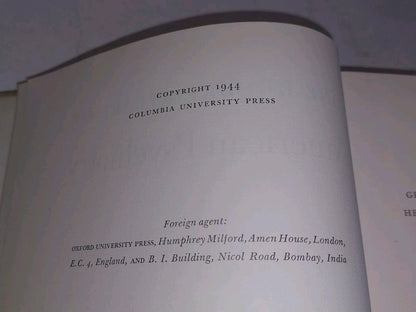 COPYRIGHT 1944
COLUMBIA UNIVERSITY PRESS
Foreign agent:
OXFORD UNIVERSITY PRESS, Humphrey Milford, Amen House, London,
E.C. 4, England, AND B. I. Building, Nicol Road, Bombay, India